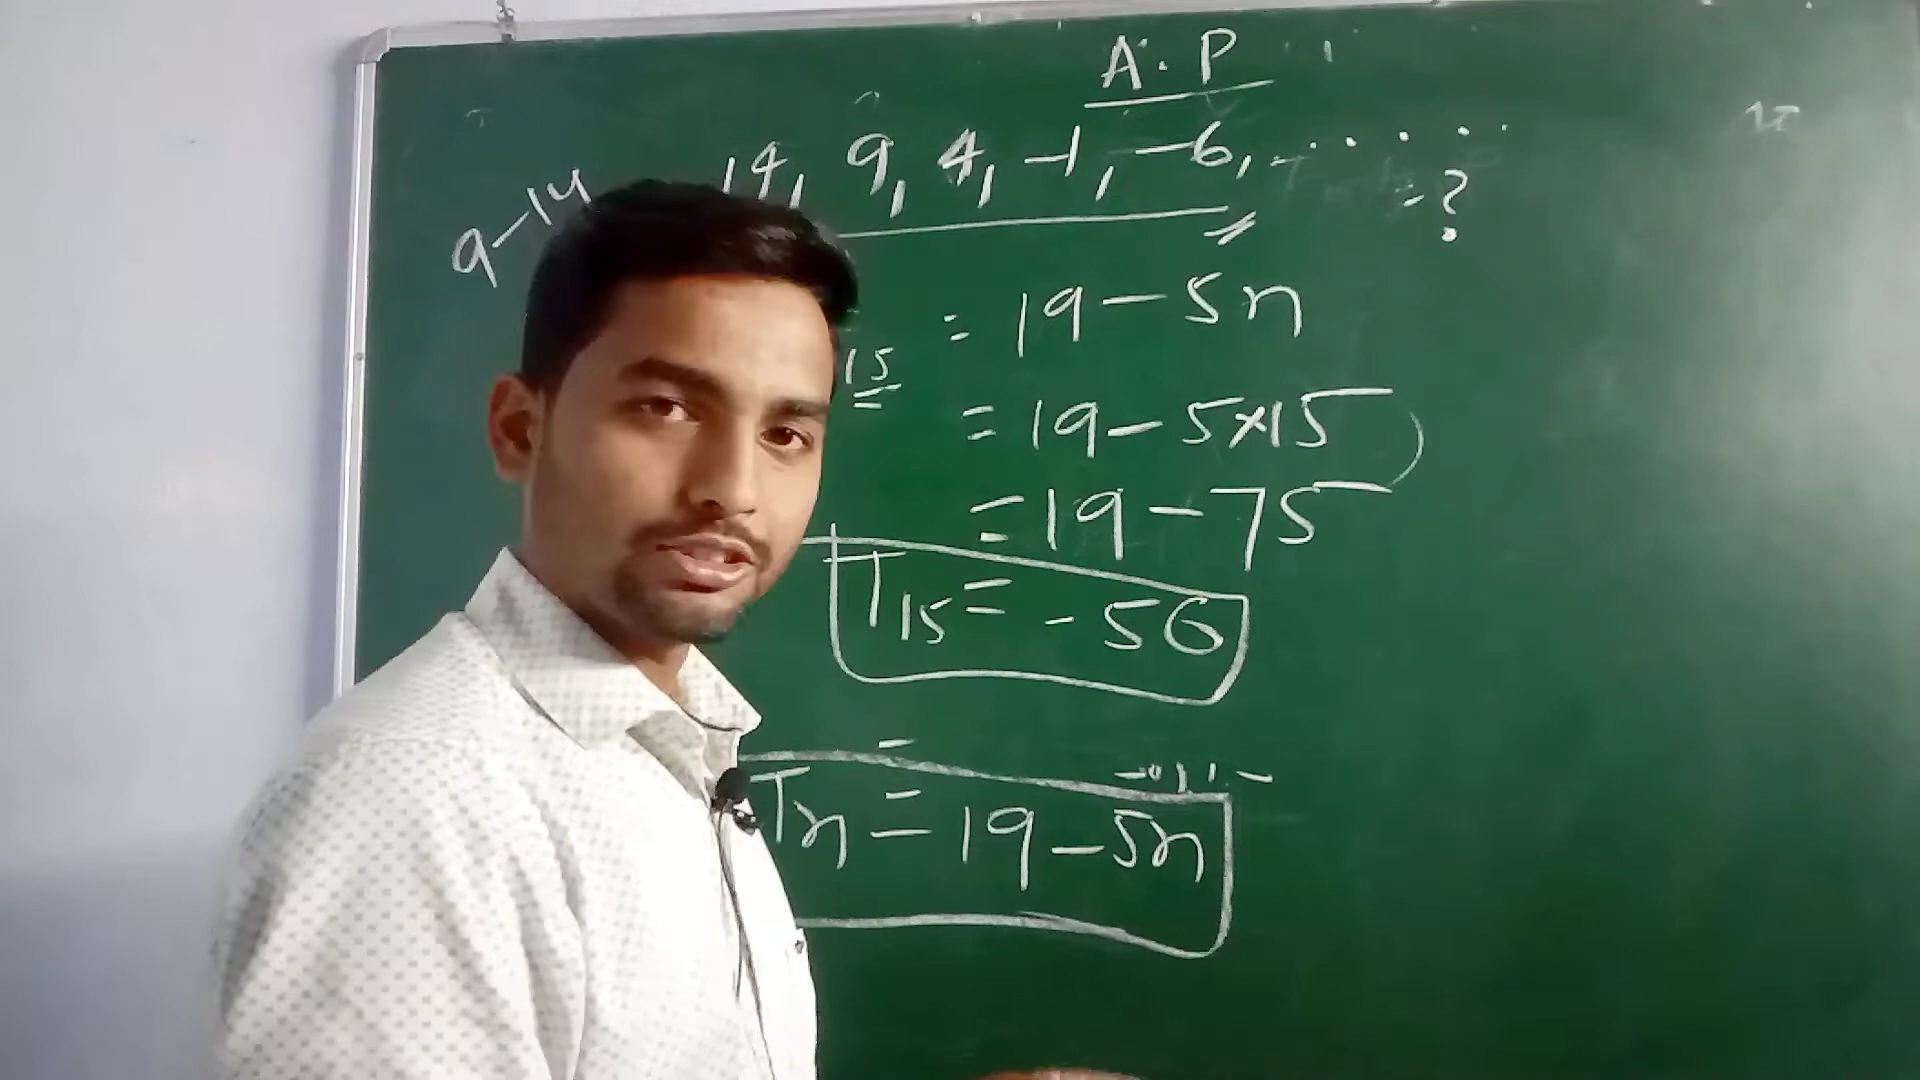 A.P
14, 9, 4, -1, -6, .....
9-14
-?
= 19-5n
15
= 19-5×15
= 19-75
T15 = -56
Tn = 19-5n